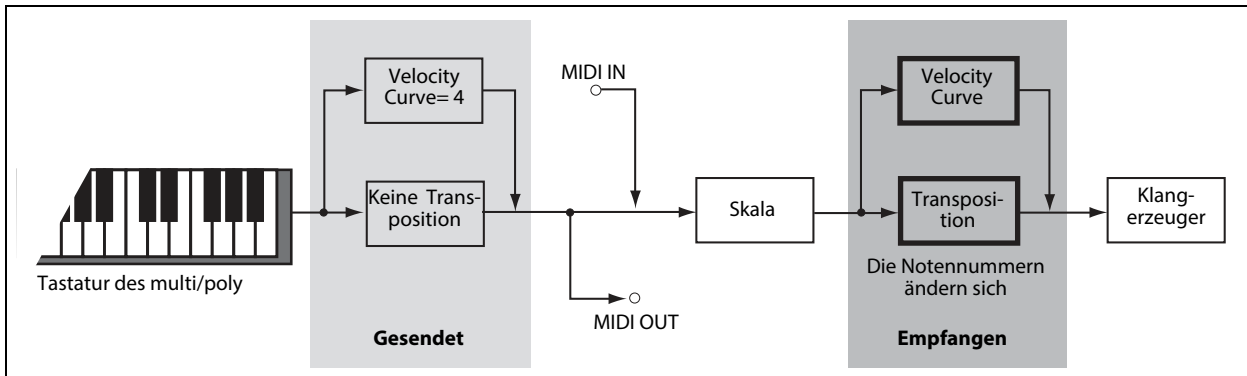 Velocity
Curve= 4
MIDI IN
Velocity
Curve
Keine Trans-
position
Skala
Transposi-
tion
Klang-
erzeuger
Tastatur des multi/poly
Die Notennummern
ändern sich
MIDI OUT
Gesendet
Empfangen